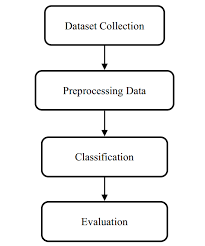 Dataset Collection
Preprocessing Data
Classification
Evaluation